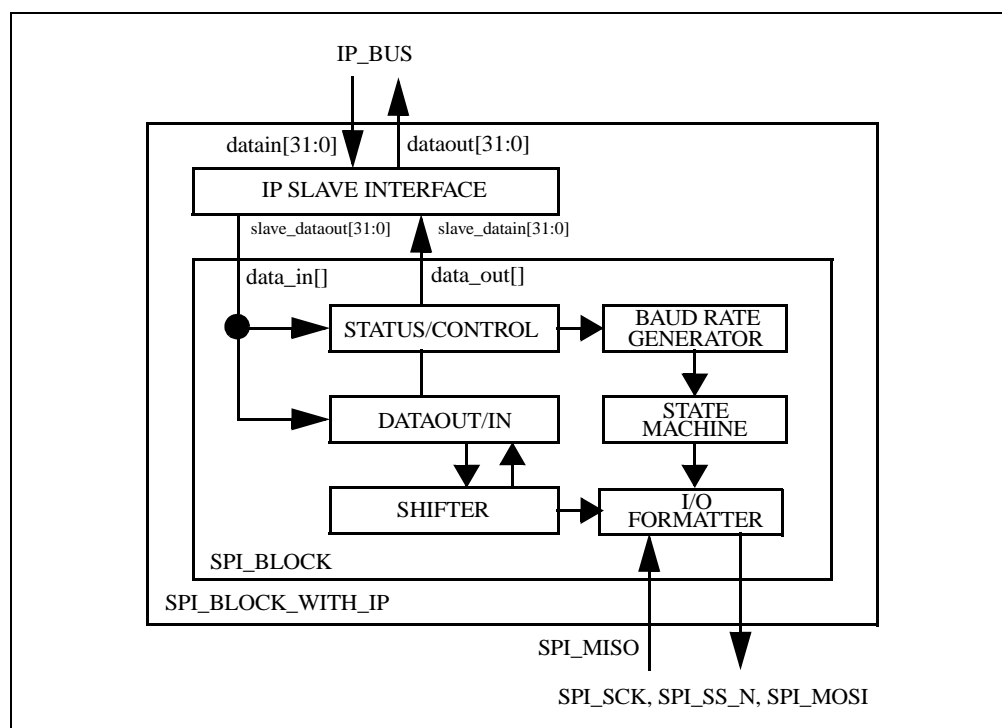 IP_BUS
datain[31:0]
dataout[31:0]
IP SLAVE INTERFACE
slave_dataout[31:0]
slave_datain[31:0]
data_in[]
data_out[]
STATUS/CONTROL
BAUD RATE
GENERATOR
DATAOUT/IN
STATE
MACHINE
SHIFTER
I/O
FORMATTER
SPI_BLOCK
SPI_BLOCK_WITH_IP
SPI_MISO
SPI_SCK, SPI_SS_N, SPI_MOSI